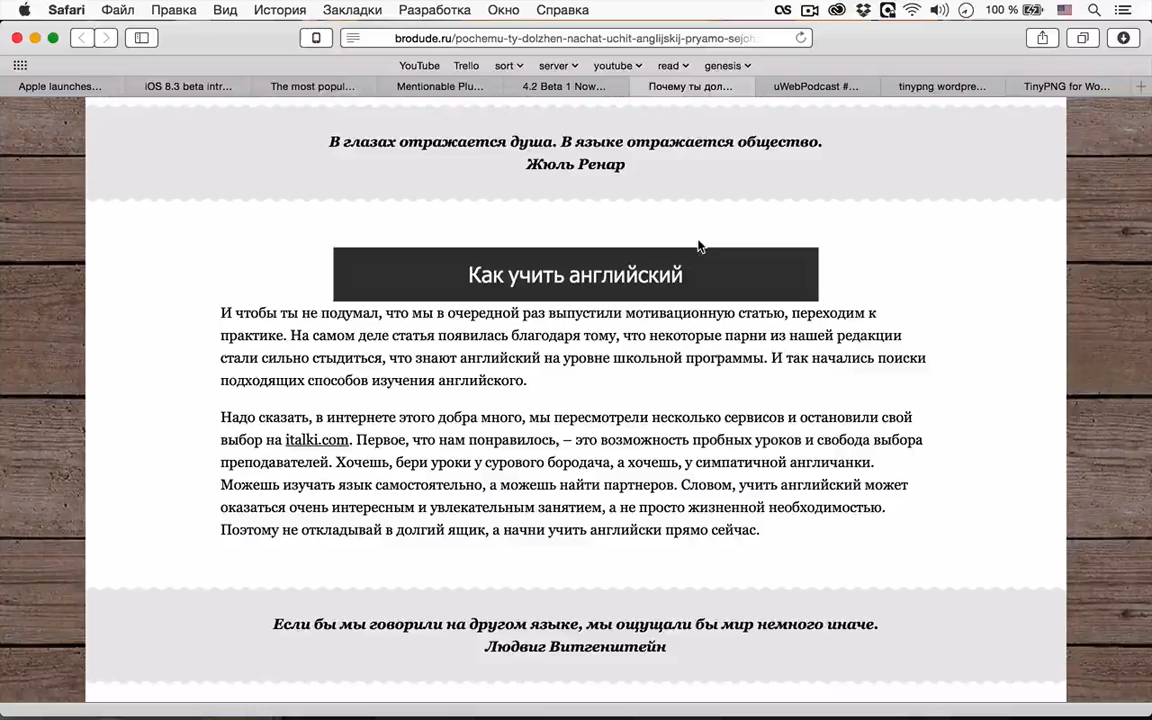 Safari Файл Правка Вид История Закладки Разработка Окно Справка 100 %
brodude.ru/pochemu-ty-dolzhen-nachat-uchit-anglijskij-pryamo-sejc
YouTube Trello sort server youtube read genesis
Apple launches... iOS 8.3 beta intr... The most popul... Mentionable Plu... 4.2 Beta 1 Now... Почему ты дол... uWebPodcast #... tinypng wordpre... TinyPNG for Wo...
В глазах отражается душа. В языке отражается общество.
Жюль Ренар
Как учить английский
И чтобы ты не подумал, что мы в очередной раз выпустили мотивационную статью, переходим к
практике. На самом деле статья появилась благодаря тому, что некоторые парни из нашей редакции
стали сильно стыдиться, что знают английский на уровне школьной программы. И так начались поиски
подходящих способов изучения английского.
Надо сказать, в интернете этого добра много, мы пересмотрели несколько сервисов и остановили свой
выбор на italki.com. Первое, что нам понравилось, – это возможность пробных уроков и свобода выбора
преподавателей. Хочешь, бери уроки у сурового бородача, а хочешь, у симпатичной англичанки.
Можешь изучать язык самостоятельно, а можешь найти партнеров. Словом, учить английский может
оказаться очень интересным и увлекательным занятием, а не просто жизненной необходимостью.
Поэтому не откладывай в долгий ящик, а начни учить английски прямо сейчас.
Если бы мы говорили на другом языке, мы ощущали бы мир немного иначе.
Людвиг Витгенштейн